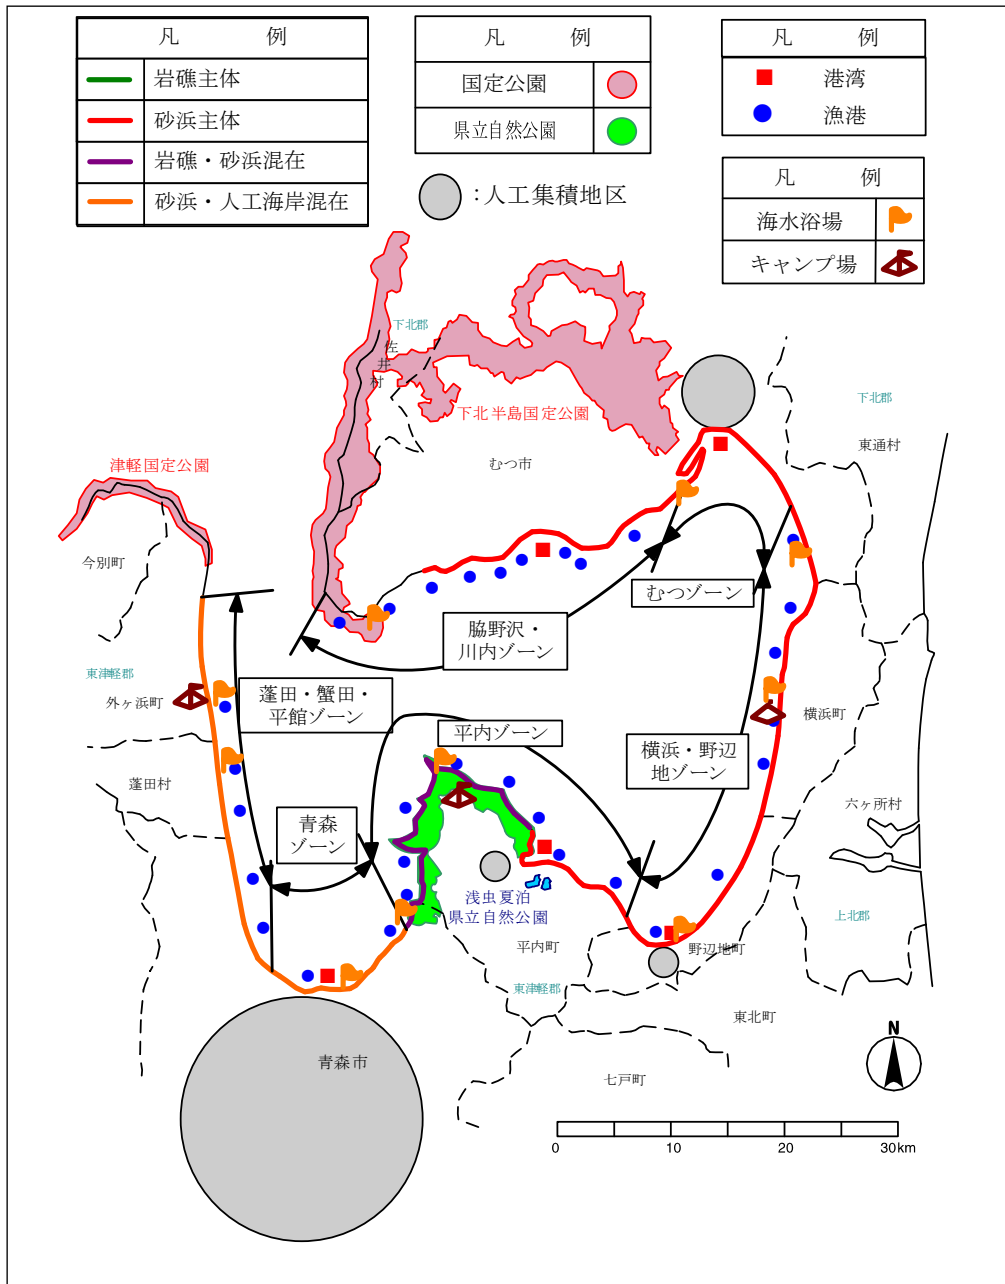 凡 例
岩礁主体
砂浜主体
岩礁・砂浜混在
砂浜・人工海岸混在
凡 例
国定公園
県立自然公園
:人工集積地区
凡 例
港湾
漁港
凡 例
海水浴場
キャンプ場
下北郡
佐井村
下北半島国定公園
むつ市
下北郡
東通村
津軽国定公園
今別町
むつゾーン
脇野沢・
川内ゾーン
東津軽郡
外ヶ浜町
蓬田・蟹田・
平舘ゾーン
平内ゾーン
横浜・野辺
地ゾーン
横浜町
蓬田村
青森
ゾーン
六ヶ所村
浅虫夏泊
県立自然公園
上北郡
平内町
野辺地町
東津軽郡
東北町
青森市
七戸町
N
0 10 20 30km